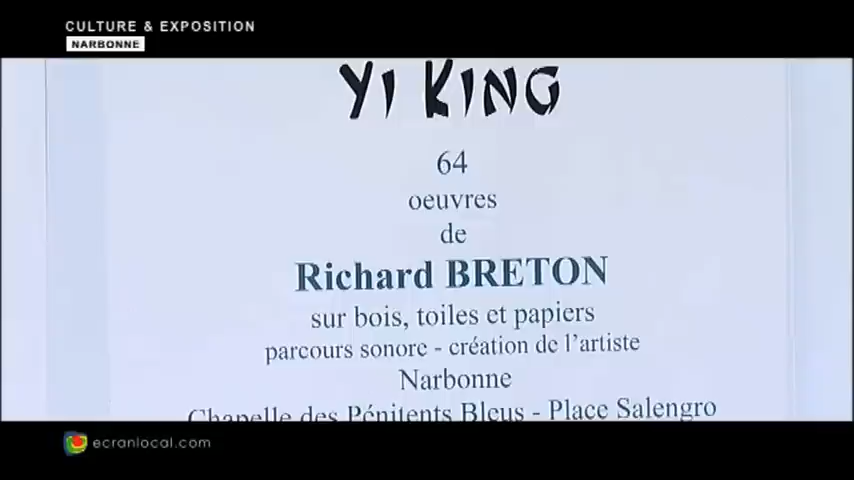 CULTURE & EXPOSITION
NARBONNE
YI KING
64
oeuvres
de
Richard BRETON
sur bois, toiles et papiers
parcours sonore - création de l'artiste
Narbonne
Chapelle des Pénitents Bleus - Place Salengro
ecranlocal.com